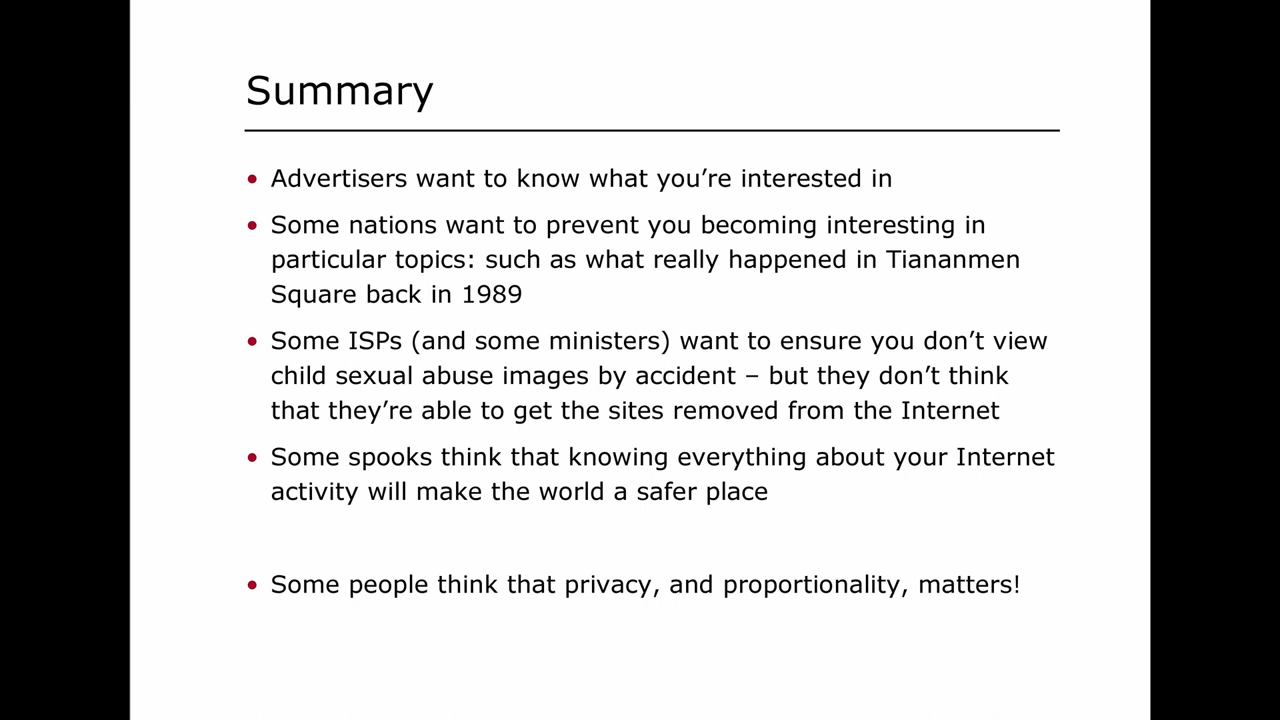 Summary
• Advertisers want to know what you’re interested in
• Some nations want to prevent you becoming interesting in
particular topics: such as what really happened in Tiananmen
Square back in 1989
• Some ISPs (and some ministers) want to ensure you don’t view
child sexual abuse images by accident – but they don’t think
that they’re able to get the sites removed from the Internet
• Some spooks think that knowing everything about your Internet
activity will make the world a safer place
• Some people think that privacy, and proportionality, matters!